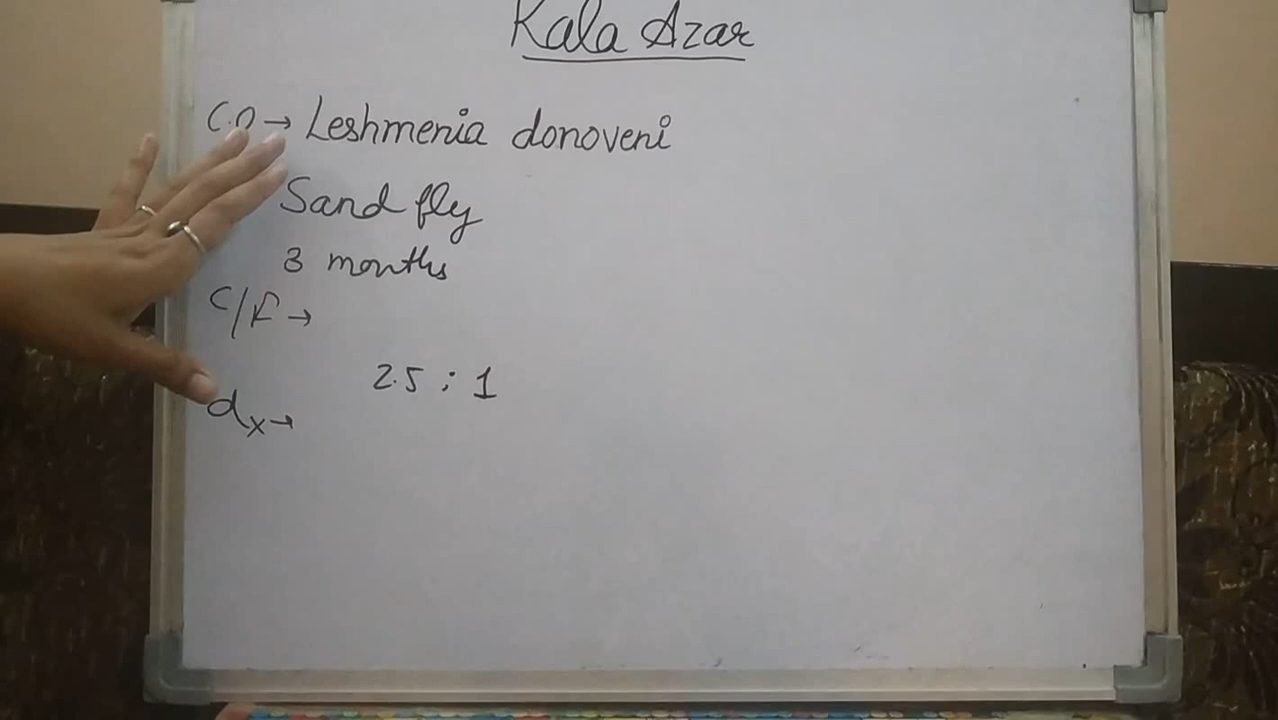 Kala Azar
C.O → Leshmenia donoveni
Sand fly
3 months
C/F →
2.5 : 1
dx →